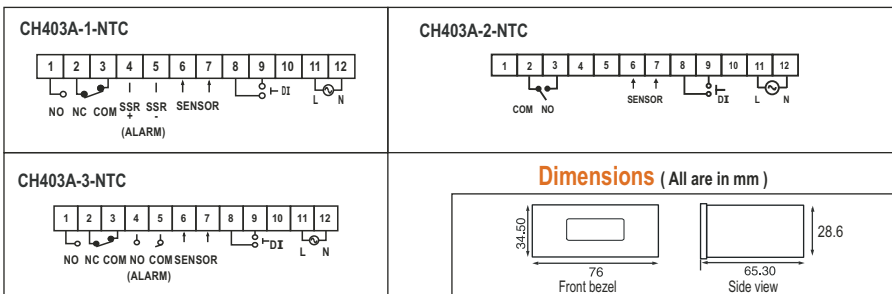 CH403A-1-NTC
1 2 3 4 5 6 7 8 9 10 11 12
NO NC COM SSR SSR SENSOR DI L N
+ -
(ALARM)
CH403A-2-NTC
1 2 3 4 5 6 7 8 9 10 11 12
COM NO SENSOR DI L N
CH403A-3-NTC
1 2 3 4 5 6 7 8 9 10 11 12
NO NC COM NO COM SENSOR DI L N
(ALARM)
Dimensions ( All are in mm )
34.50
76
Front bezel
28.6
65.30
Side view